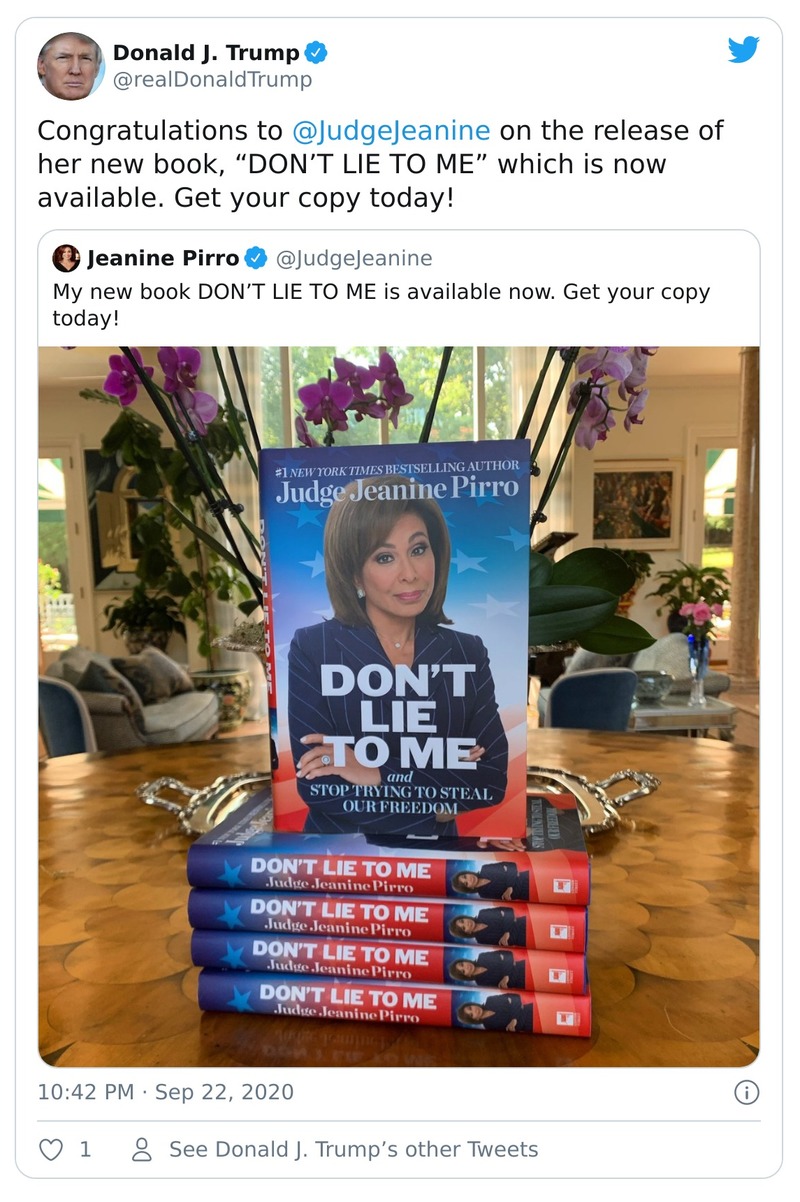 Donald J. Trump
@realDonaldTrump
Congratulations to @JudgeJeanine on the release of
her new book, “DON’T LIE TO ME” which is now
available. Get your copy today!
Jeanine Pirro @JudgeJeanine
My new book DON’T LIE TO ME is available now. Get your copy
today!
#1 NEW YORK TIMES BESTSELLING AUTHOR
Judge Jeanine Pirro
DON’T LIE TO ME
DON’T
LIE
TO ME
and
STOP TRYING TO STEAL
OUR FREEDOM
DON’T LIE TO ME
Judge Jeanine Pirro
DON’T LIE TO ME
Judge Jeanine Pirro
DON’T LIE TO ME
Judge Jeanine Pirro
DON’T LIE TO ME
Judge Jeanine Pirro
10:42 PM · Sep 22, 2020
1
See Donald J. Trump’s other Tweets